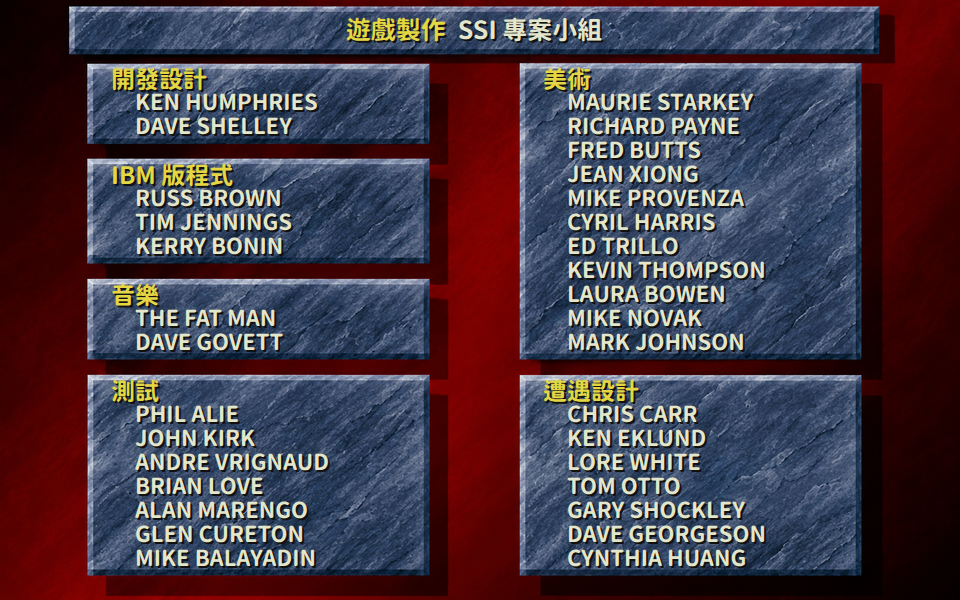 遊戲製作 SSI 專案小組
開發設計
KEN HUMPHRIES
DAVE SHELLEY
IBM 版程式
RUSS BROWN
TIM JENNINGS
KERRY BONIN
音樂
THE FAT MAN
DAVE GOVETT
測試
PHIL ALIE
JOHN KIRK
ANDRE VRIGNAUD
BRIAN LOVE
ALAN MARENGO
GLEN CURETON
MIKE BALAYADIN
美術
MAURIE STARKEY
RICHARD PAYNE
FRED BUTTS
JEAN XIONG
MIKE PROVENZA
CYRIL HARRIS
ED TRILLO
KEVIN THOMPSON
LAURA BOWEN
MIKE NOVAK
MARK JOHNSON
遭遇設計
CHRIS CARR
KEN EKLUND
LORE WHITE
TOM OTTO
GARY SHOCKLEY
DAVE GEORGESON
CYNTHIA HUANG